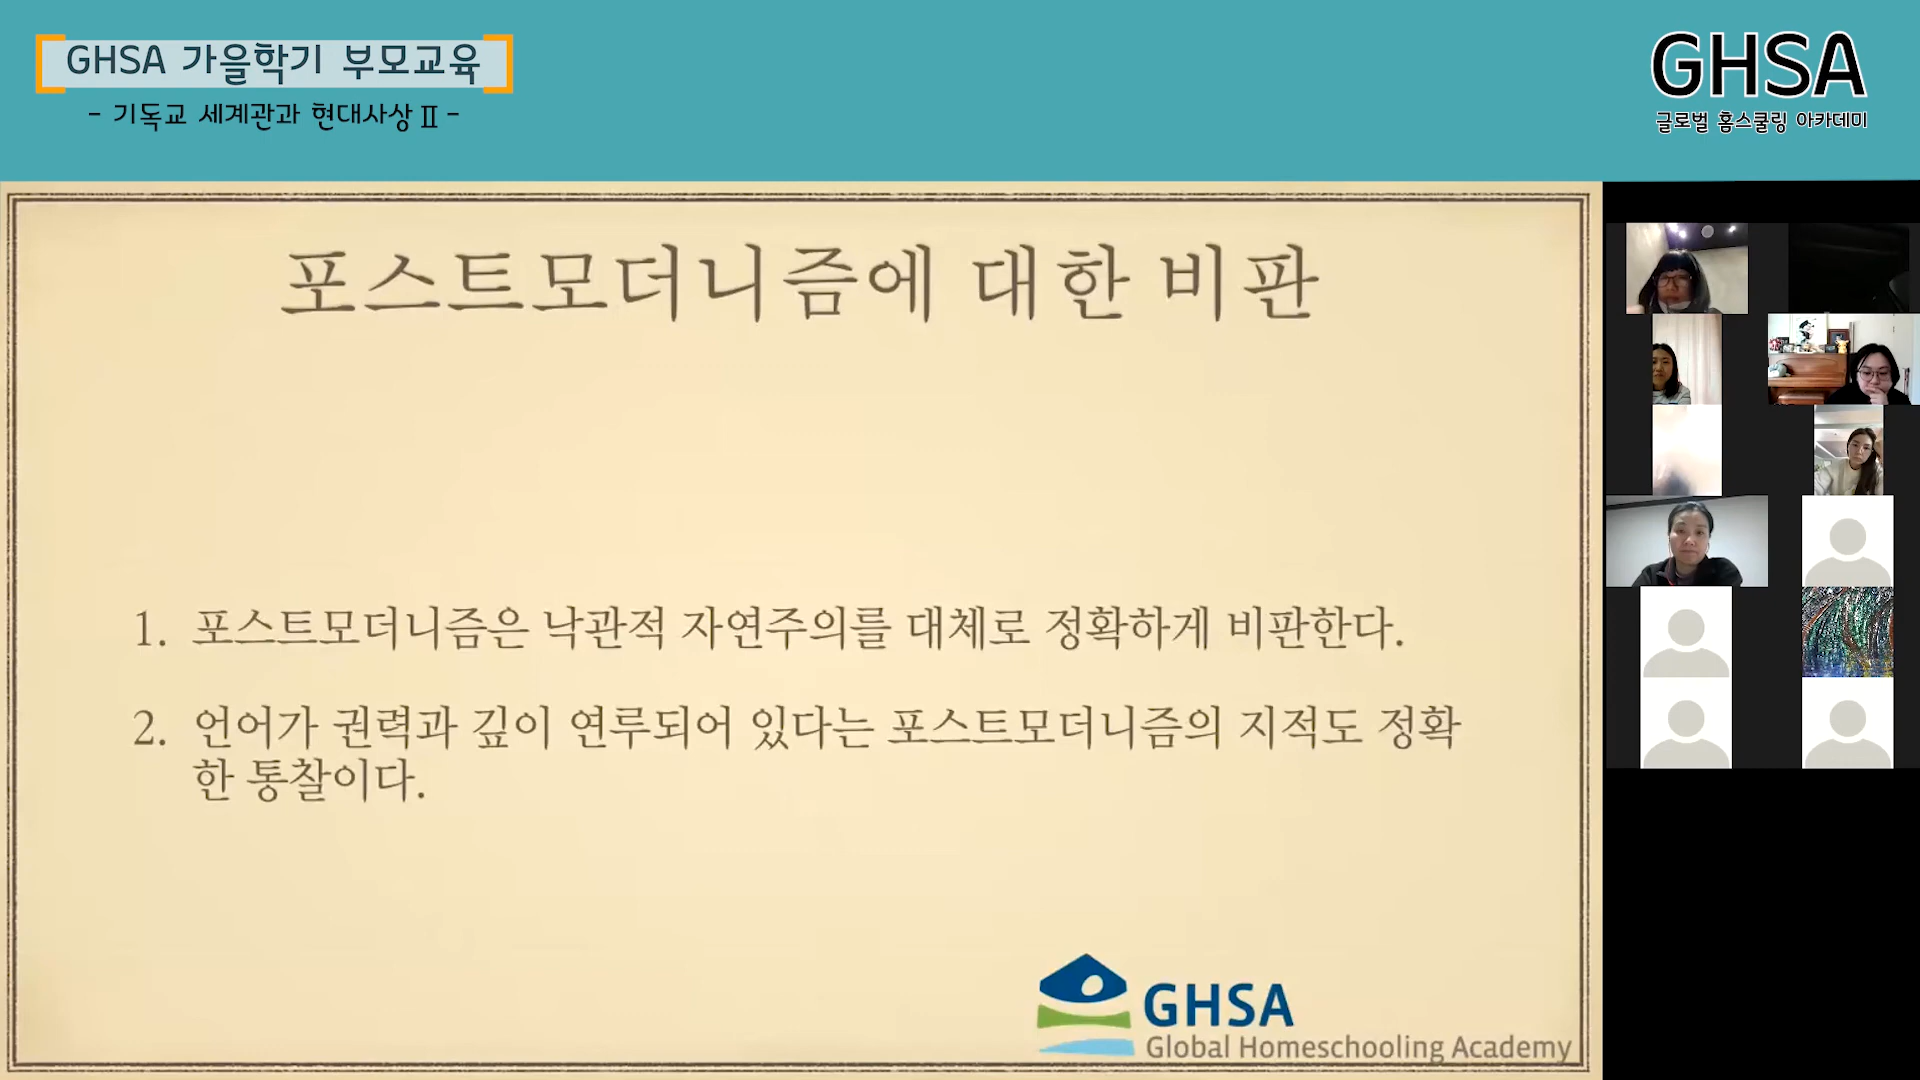 GHSA 가을학기 부모교육
- 기독교 세계관과 현대사상 Ⅱ -
GHSA
글로벌 홈스쿨링 아카데미
포스트모더니즘에 대한 비판
1. 포스트모더니즘은 낙관적 자연주의를 대체로 정확하게 비판한다.
2. 언어가 권력과 깊이 연루되어 있다는 포스트모더니즘의 지적도 정확
한 통찰이다.
GHSA
Global Homeschooling Academy